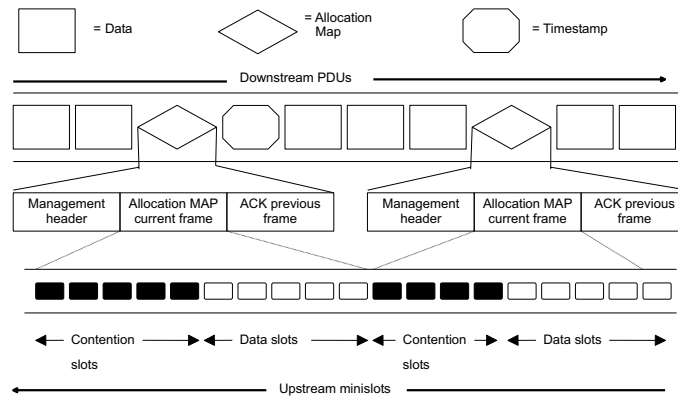 = Data
= Allocation
Map
= Timestamp
Downstream PDUs
Management
header
Allocation MAP
current frame
ACK previous
frame
Management
header
Allocation MAP
current frame
ACK previous
frame
Contention
slots
Data slots
Contention
slots
Data slots
Upstream minislots